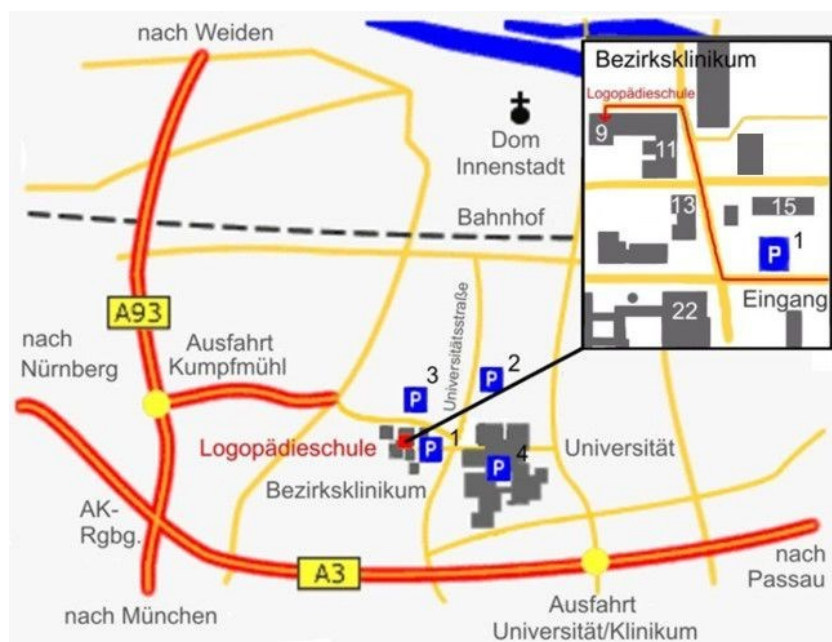 nach Weiden
Dom
Innenstadt
Bahnhof
A93
nach
Nürnberg
Ausfahrt
Kumpfmühl
Universitätsstraße
3
P
2
P
Logopädieschule
1
P
4
P
Universität
Bezirksklinikum
AK-
Rgbg.
A3
nach
Passau
nach München
Ausfahrt
Universität/Klinikum
Bezirksklinikum
Logopädieschule
9
11
13
15
1
P
Eingang
22